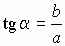 tg α = b/a